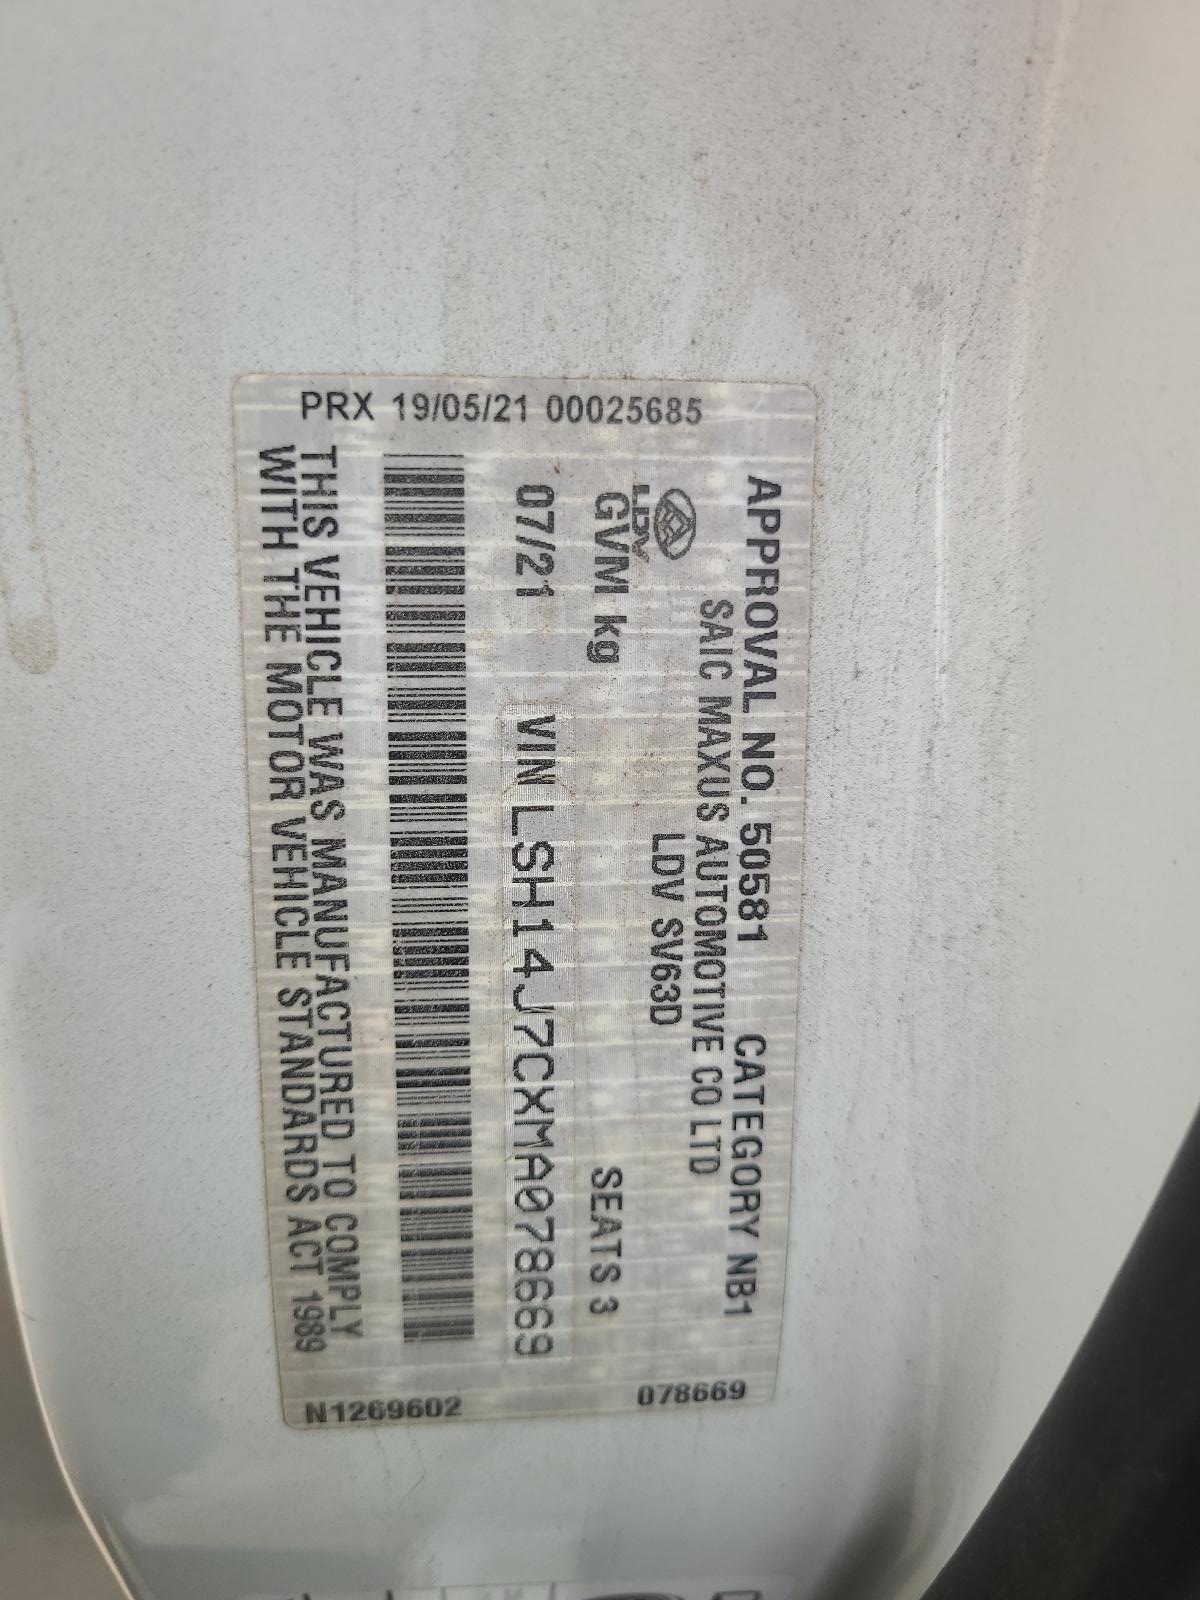 PRX 19/05/21 00025685
APPROVAL NO. 50581 CATEGORY NB1
SAIC MAXUS AUTOMOTIVE CO LTD
LDV
LDV SV63D
GVM kg SEATS 3
07/21 VIN LSH14J7CXMA078669
THIS VEHICLE WAS MANUFACTURED TO COMPLY
WITH THE MOTOR VEHICLE STANDARDS ACT 1989
N1269602 078669